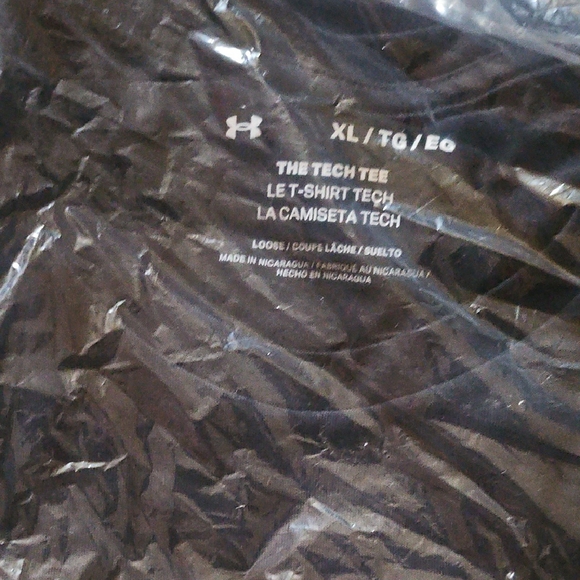 XL / TG / EG
THE TECH TEE
LE T-SHIRT TECH
LA CAMISETA TECH
LOOSE / COUPE LÂCHE / SUELTO
MADE IN NICARAGUA / FABRIQUÉ AU NICARAGUA /
HECHO EN NICARAGUA